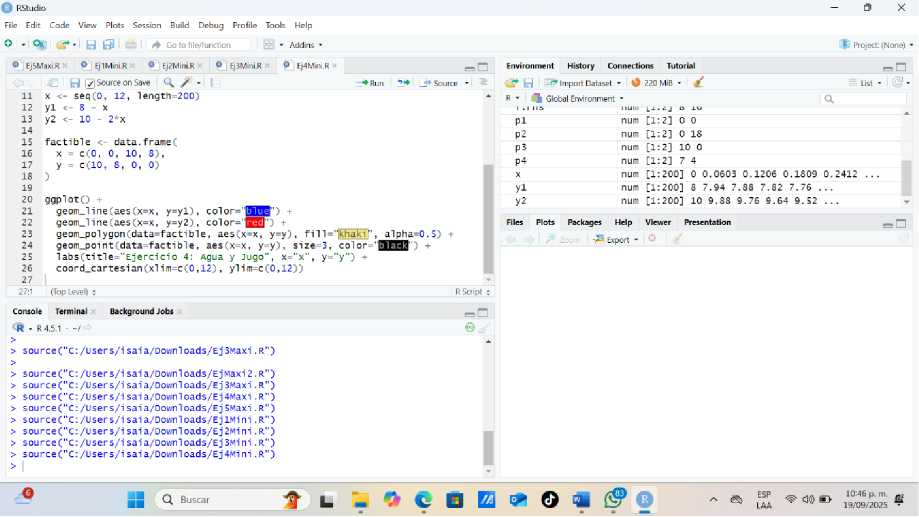 RStudio
File Edit Code View Plots Session Build Debug Profile Tools Help
Go to file/function Addins Project: (None)
Ej5Maxi.R Ej1Mini.R Ej2Mini.R Ej3Mini.R Ej4Mini.R
Source on Save Run Source
11 x <- seq(0, 12, length=200)
12 y1 <- 8 - x
13 y2 <- 10 - 2*x
14
15 factible <- data.frame(
16 x = c(0, 0, 10, 8),
17 y = c(10, 8, 0, 0)
18 )
19
20 ggplot() +
21 geom_line(aes(x=x, y=y1), color="blue") +
22 geom_line(aes(x=x, y=y2), color="red") +
23 geom_polygon(data=factible, aes(x=x, y=y), fill="khaki", alpha=0.5) +
24 geom_point(data=factible, aes(x=x, y=y), size=3, color="black") +
25 labs(title="Ejercicio 4: Agua y Jugo", x="x", y="y") +
26 coord_cartesian(xlim=c(0,12), ylim=c(0,12))
27
27:1 (Top Level) R Script
Console Terminal Background Jobs
R 4.5.1 · ~/
>
> source("C:/Users/isaia/Downloads/Ej3Maxi.R")
>
> source("C:/Users/isaia/Downloads/EjMaxi2.R")
> source("C:/Users/isaia/Downloads/Ej3Maxi.R")
> source("C:/Users/isaia/Downloads/Ej4Maxi.R")
> source("C:/Users/isaia/Downloads/Ej5Maxi.R")
> source("C:/Users/isaia/Downloads/Ej1Mini.R")
> source("C:/Users/isaia/Downloads/Ej2Mini.R")
> source("C:/Users/isaia/Downloads/Ej3Mini.R")
> source("C:/Users/isaia/Downloads/Ej4Mini.R")
>
Environment History Connections Tutorial
Import Dataset 220 MiB List
R Global Environment
p1 num [1:2] 0 0
p2 num [1:2] 0 18
p3 num [1:2] 10 0
p4 num [1:2] 7 4
x num [1:200] 0 0.0603 0.1206 0.1809 0.2412 ...
y1 num [1:200] 8 7.94 7.88 7.82 7.76 ...
y2 num [1:200] 10 9.88 9.76 9.64 9.52 ...
Files Plots Packages Help Viewer Presentation
Zoom Export
6
Buscar
83
ESP
LAA
10:46 p. m.
19/09/2025